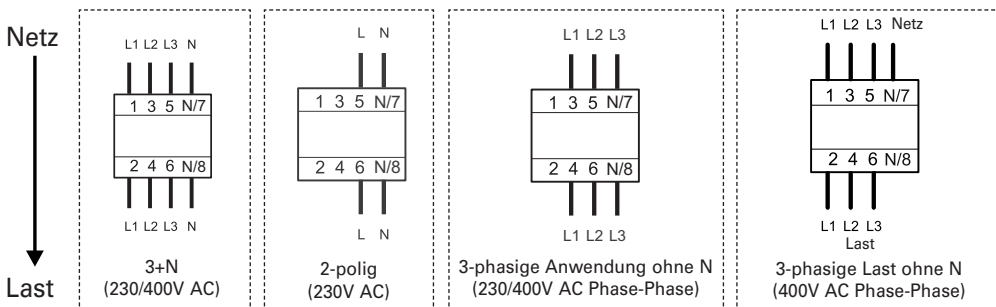 Netz
Last
L1 L2 L3 N
1 3 5 N/7
2 4 6 N/8
L1 L2 L3 N
3+N
(230/400V AC)
L N
1 3 5 N/7
2 4 6 N/8
L N
2-polig
(230V AC)
L1 L2 L3
1 3 5 N/7
2 4 6 N/8
L1 L2 L3
3-phasige Anwendung ohne N
(230/400V AC Phase-Phase)
L1 L2 L3 Netz
1 3 5 N/7
2 4 6 N/8
L1 L2 L3
Last
3-phasige Last ohne N
(400V AC Phase-Phase)